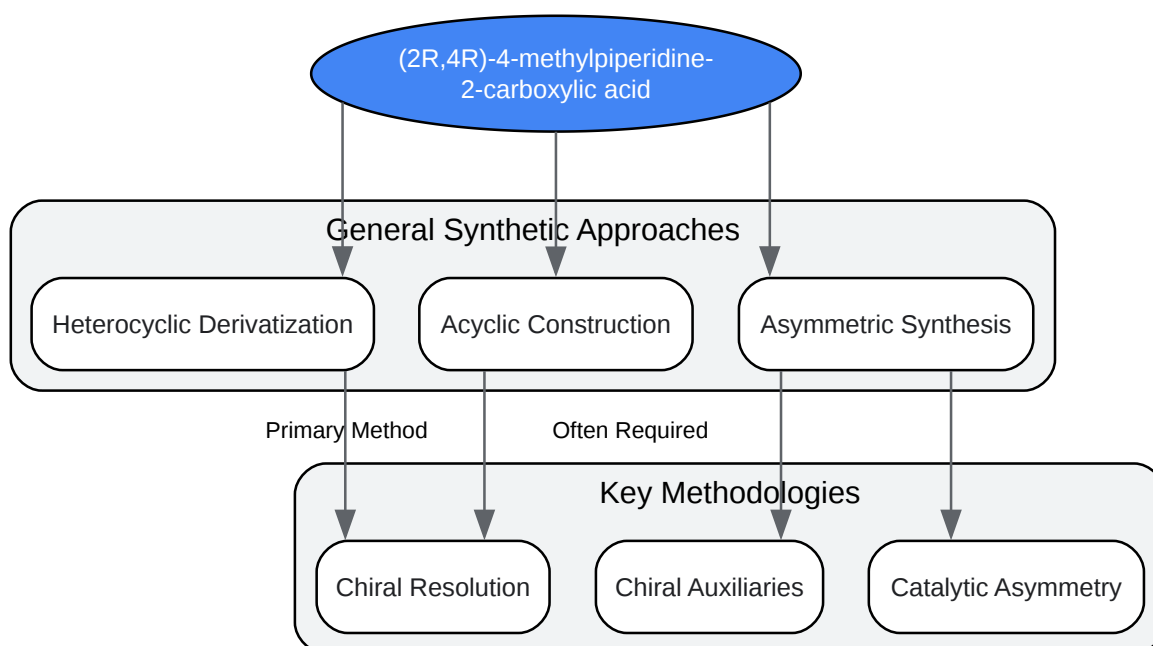 (2R,4R)-4-methylpiperidine-
2-carboxylic acid
General Synthetic Approaches
Heterocyclic Derivatization
Acyclic Construction
Asymmetric Synthesis
Primary Method
Often Required
Key Methodologies
Chiral Resolution
Chiral Auxiliaries
Catalytic Asymmetry